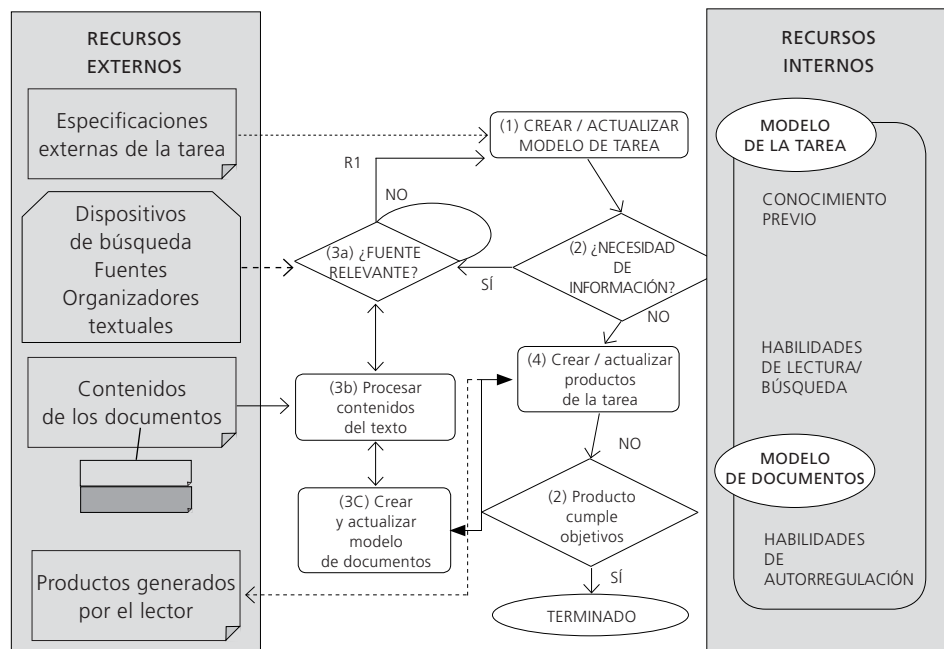 RECURSOS
EXTERNOS
Especificaciones
externas de la tarea
Dispositivos
de búsqueda
Fuentes
Organizadores
textuales
Contenidos
de los documentos
Productos generados
por el lector
(1) CREAR / ACTUALIZAR
MODELO DE TAREA
R1
NO
(3a) ¿FUENTE
RELEVANTE?
SÍ
(2) ¿NECESIDAD
DE
INFORMACIÓN?
NO
(3b) Procesar
contenidos
del texto
(4) Crear / actualizar
productos
de la tarea
NO
(3C) Crear
y actualizar
modelo
de documentos
(2) Producto
cumple
objetivos
SÍ
TERMINADO
RECURSOS
INTERNOS
MODELO
DE LA TAREA
CONOCIMIENTO
PREVIO
HABILIDADES
DE LECTURA/
BÚSQUEDA
MODELO
DE DOCUMENTOS
HABILIDADES
DE
AUTORREGULACIÓN